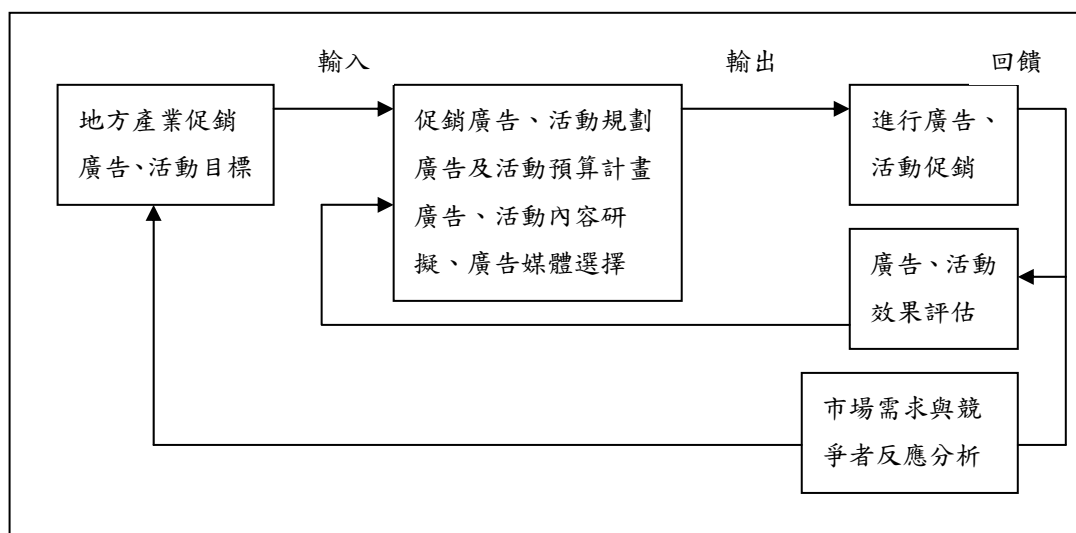 輸入
輸出
回饋
地方產業促銷
廣告、活動目標
促銷廣告、活動規劃
廣告及活動預算計畫
廣告、活動內容研
擬、廣告媒體選擇
進行廣告、
活動促銷
廣告、活動
效果評估
市場需求與競
爭者反應分析